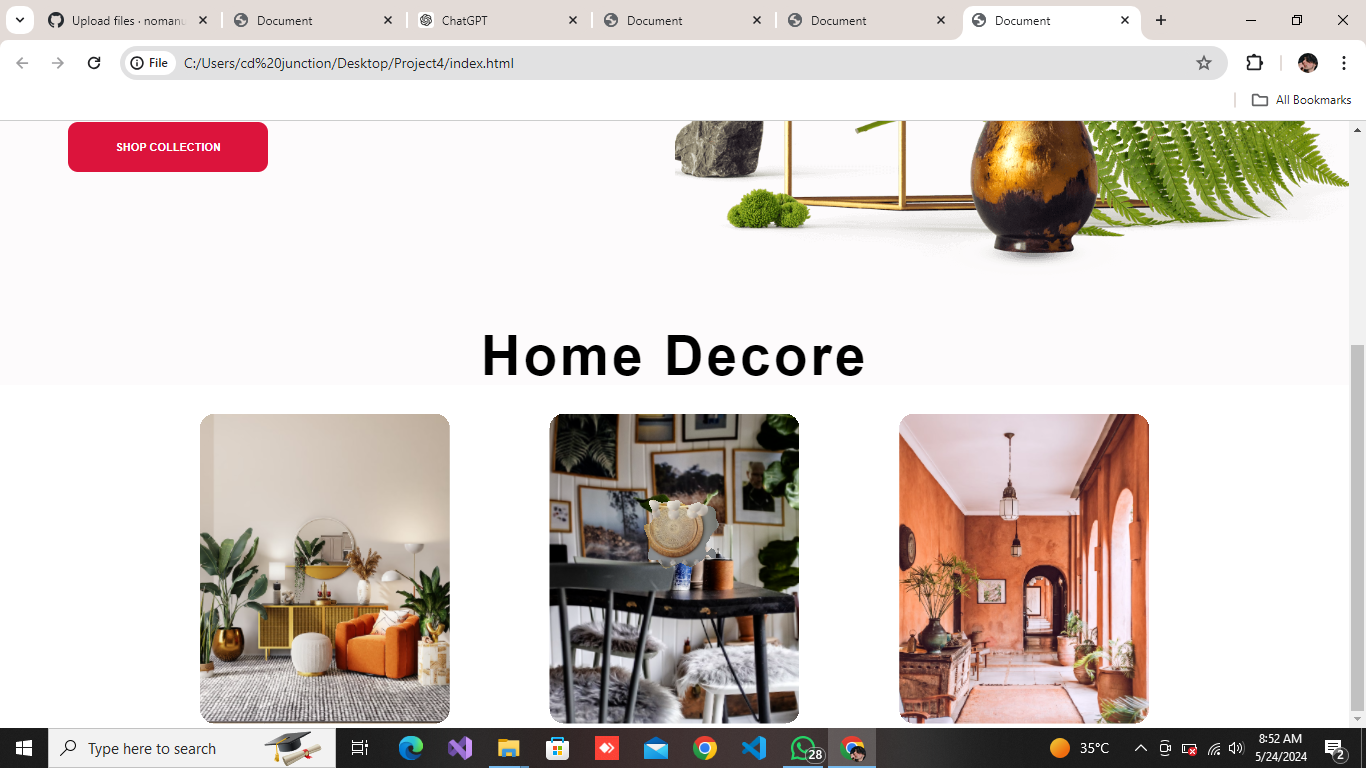 Upload files · noman
Document
ChatGPT
Document
Document
Document
File
C:/Users/cd%20junction/Desktop/Project4/index.html
All Bookmarks
SHOP COLLECTION
Home Decore
Type here to search
28
35°C
8:52 AM
5/24/2024
2